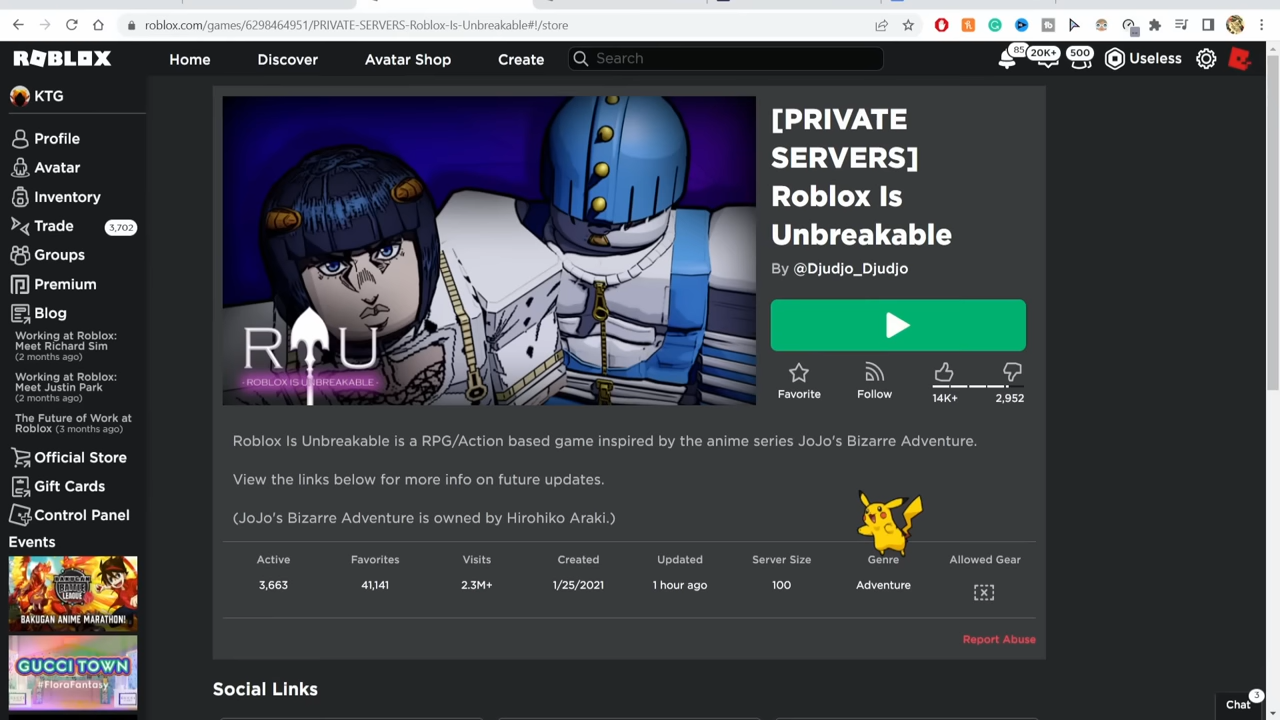 roblox.com/games/6298464951/PRIVATE-SERVERS-Roblox-Is-Unbreakable#!/store
ROBLOX
Home
Discover
Avatar Shop
Create
Search
85
20K+
500
Useless
KTG
Profile
Avatar
Inventory
Trade
3,702
Groups
Premium
Blog
Working at Roblox:
Meet Richard Sim
(2 months ago)
Working at Roblox:
Meet Justin Park
(2 months ago)
The Future of Work at
Roblox (3 months ago)
Official Store
Gift Cards
Control Panel
Events
BAKUGAN
BATTLE
LEAGUE
BAKUGAN ANIME MARATHON!
GUCCI TOWN
#FloraFantasy
RIU
- ROBLOX IS UNBREAKABLE -
[PRIVATE
SERVERS]
Roblox Is
Unbreakable
By @Djudjo_Djudjo
Favorite
Follow
14K+
2,952
Roblox Is Unbreakable is a RPG/Action based game inspired by the anime series JoJo's Bizarre Adventure.
View the links below for more info on future updates.
(JoJo's Bizarre Adventure is owned by Hirohiko Araki.)
Active
Favorites
Visits
Created
Updated
Server Size
Genre
Allowed Gear
3,663
41,141
2.3M+
1/25/2021
1 hour ago
100
Adventure
Report Abuse
Social Links
Chat
3